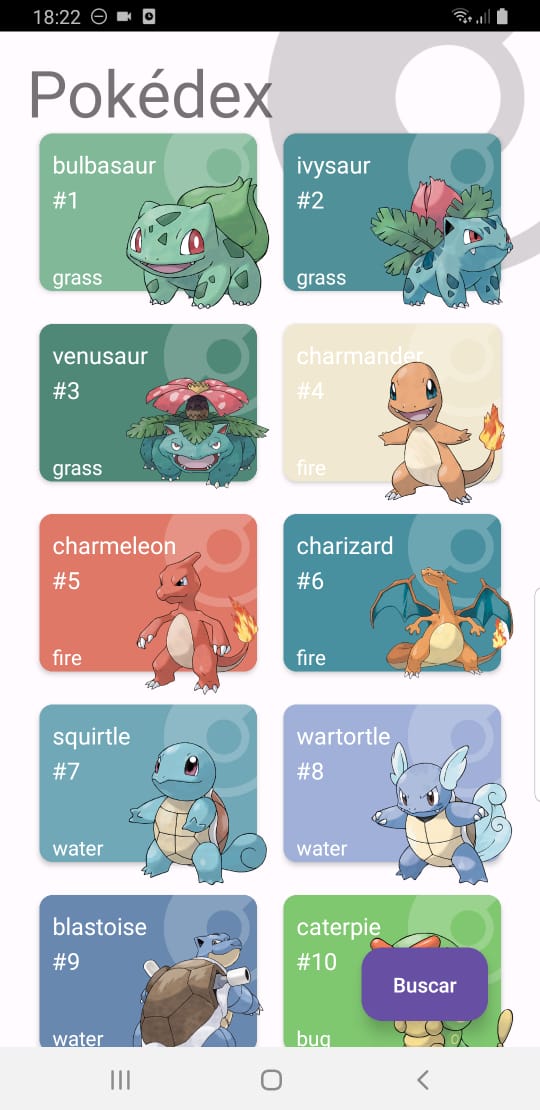 18:22
Pokédex
bulbasaur
#1
grass
ivysaur
#2
grass
venusaur
#3
grass
charmander
#4
fire
charmeleon
#5
fire
charizard
#6
fire
squirtle
#7
water
wartortle
#8
water
blastoise
#9
water
caterpie
#10
bug
Buscar